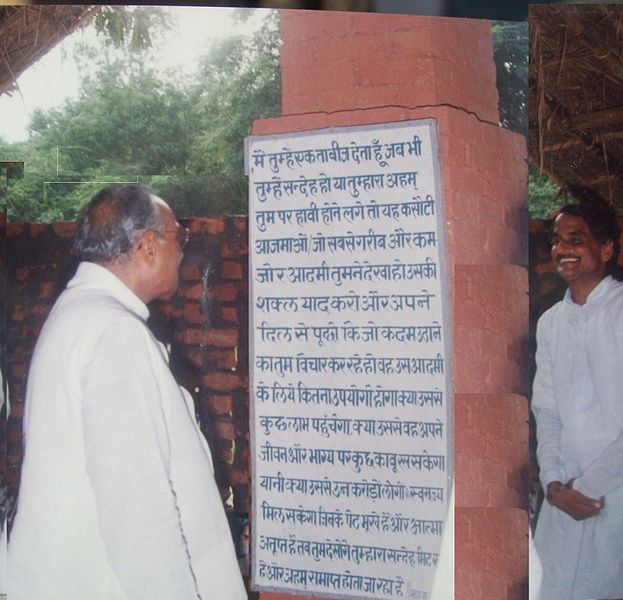 मैं तुम्हें एक ताबीज देता हूँ जब भी
तुम्हें सन्देह हो या तुम्हारा अहम्
तुम पर हावी होने लगे तो यह कसौटी
आजमाओ/ जो सबसे गरीब और कम
जोर आदमी तुमने देखा हो उसकी
शक्ल याद करो और अपने
दिल से पूछो कि जो कदम उठाने
का तुम विचार कर रहे हो वह उस आदमी
के लिये कितना उपयोगी होगा क्या उससे
कुछ लाभ पहुँचेगा. क्या उससे वह अपने
जीवन और भाग्य पर कुछ काबू रख सकेगा
यानी क्या उससे उन करोड़ों लोगों स्वराज्य
मिल सकेगा जिनके पेट भूखे हैं और आत्मा
अतृप्त है तब तुम देखोगे तुम्हारा सन्देह मिट र
है और अहम् समाप्त होता जा रहा है